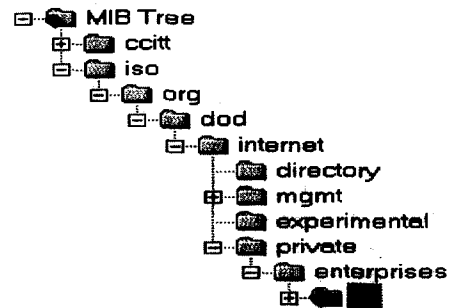 MIB Tree
ccitt
iso
org
dod
internet
directory
mgmt
experimental
private
enterprises